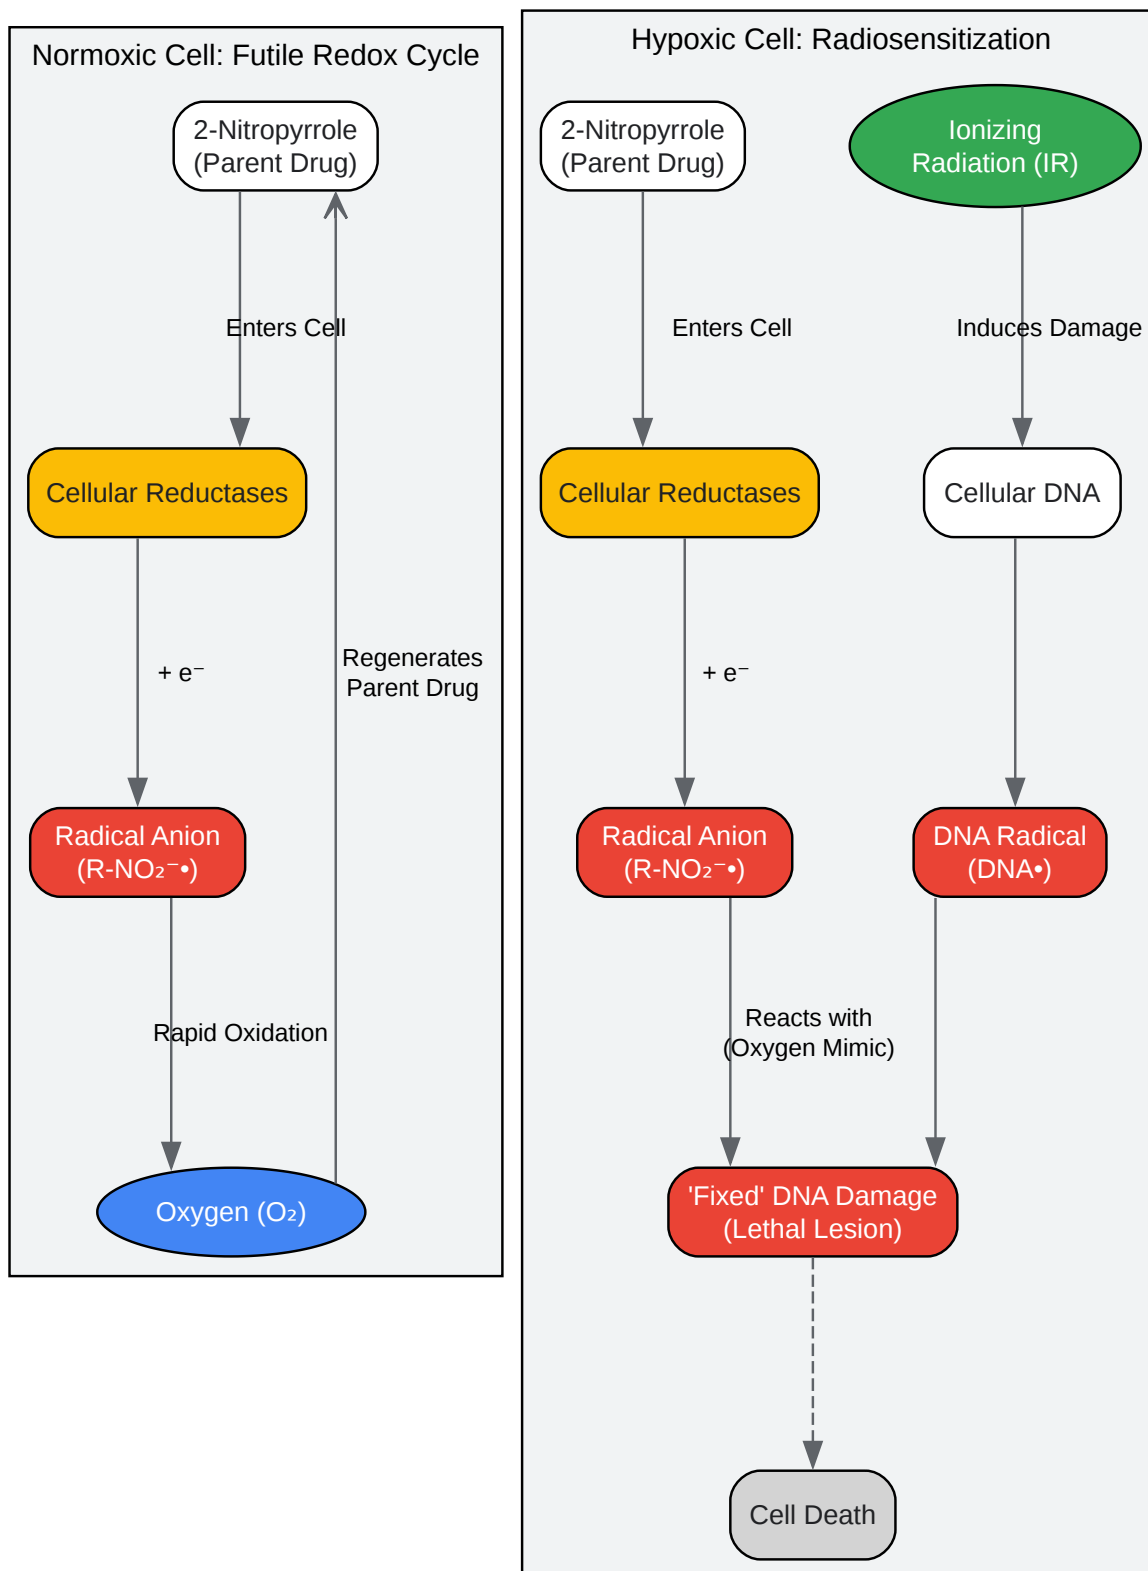 Normoxic Cell: Futile Redox Cycle
2-Nitropyrrole
(Parent Drug)
Enters Cell
Cellular Reductases
+ e⁻
Regenerates
Parent Drug
Radical Anion
(R-NO₂⁻•)
Rapid Oxidation
Oxygen (O₂)
Hypoxic Cell: Radiosensitization
2-Nitropyrrole
(Parent Drug)
Ionizing
Radiation (IR)
Enters Cell
Induces Damage
Cellular Reductases
Cellular DNA
+ e⁻
Radical Anion
(R-NO₂⁻•)
DNA Radical
(DNA•)
Reacts with
(Oxygen Mimic)
'Fixed' DNA Damage
(Lethal Lesion)
Cell Death